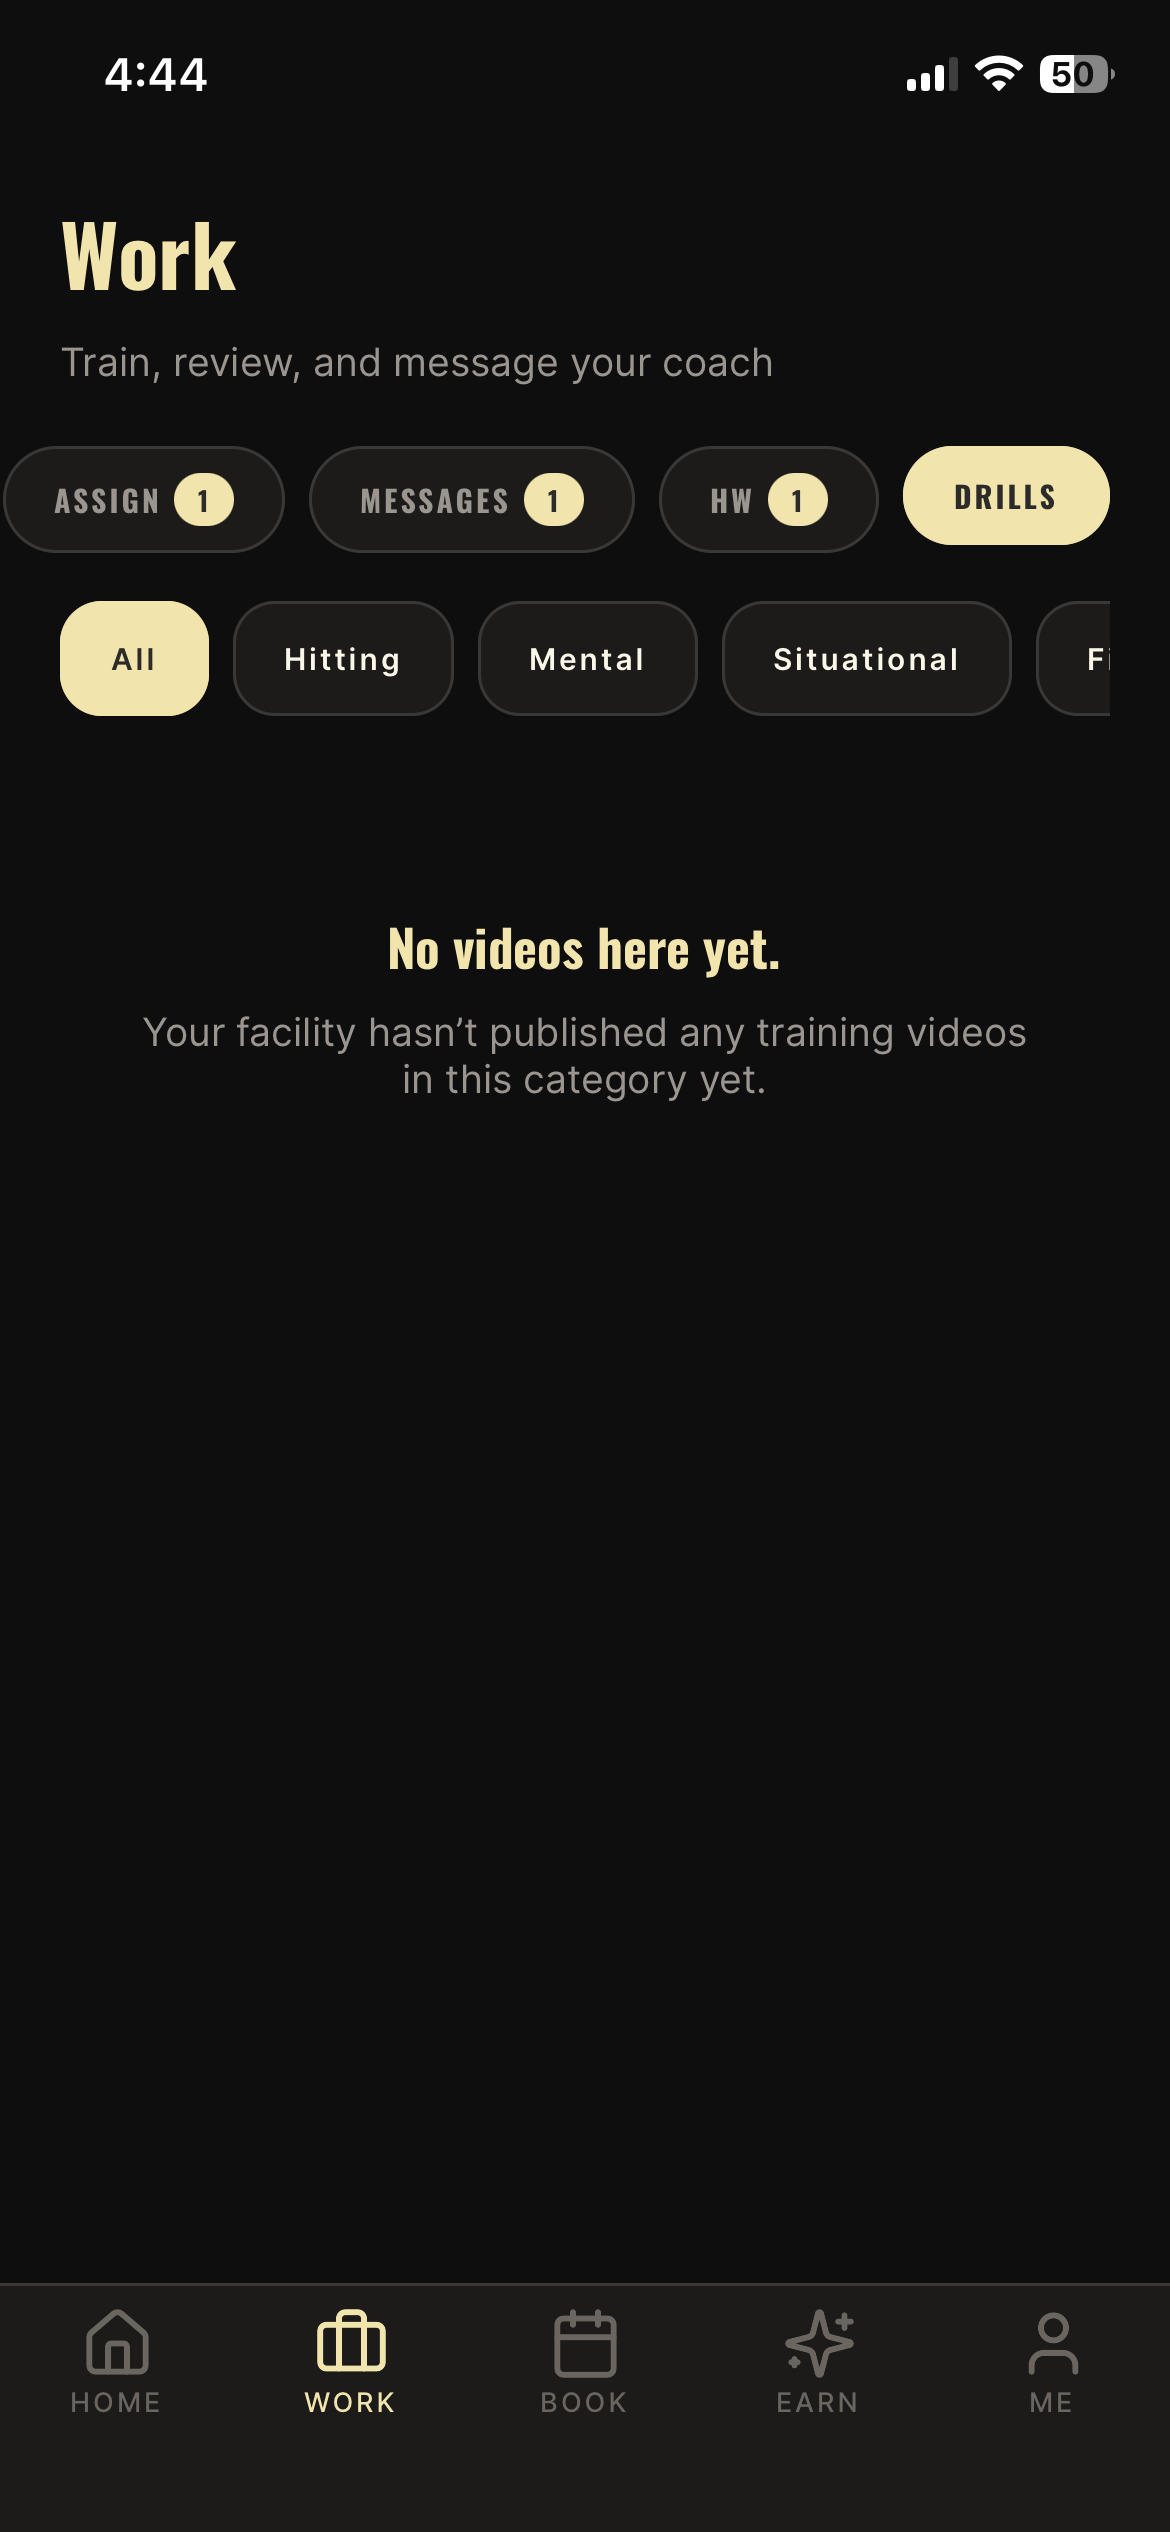 4:44
50
Work
Train, review, and message your coach
ASSIGN 1 MESSAGES 1 HW 1 DRILLS
All Hitting Mental Situational Fi
No videos here yet.
Your facility hasn’t published any training videos
in this category yet.
HOME WORK BOOK EARN ME